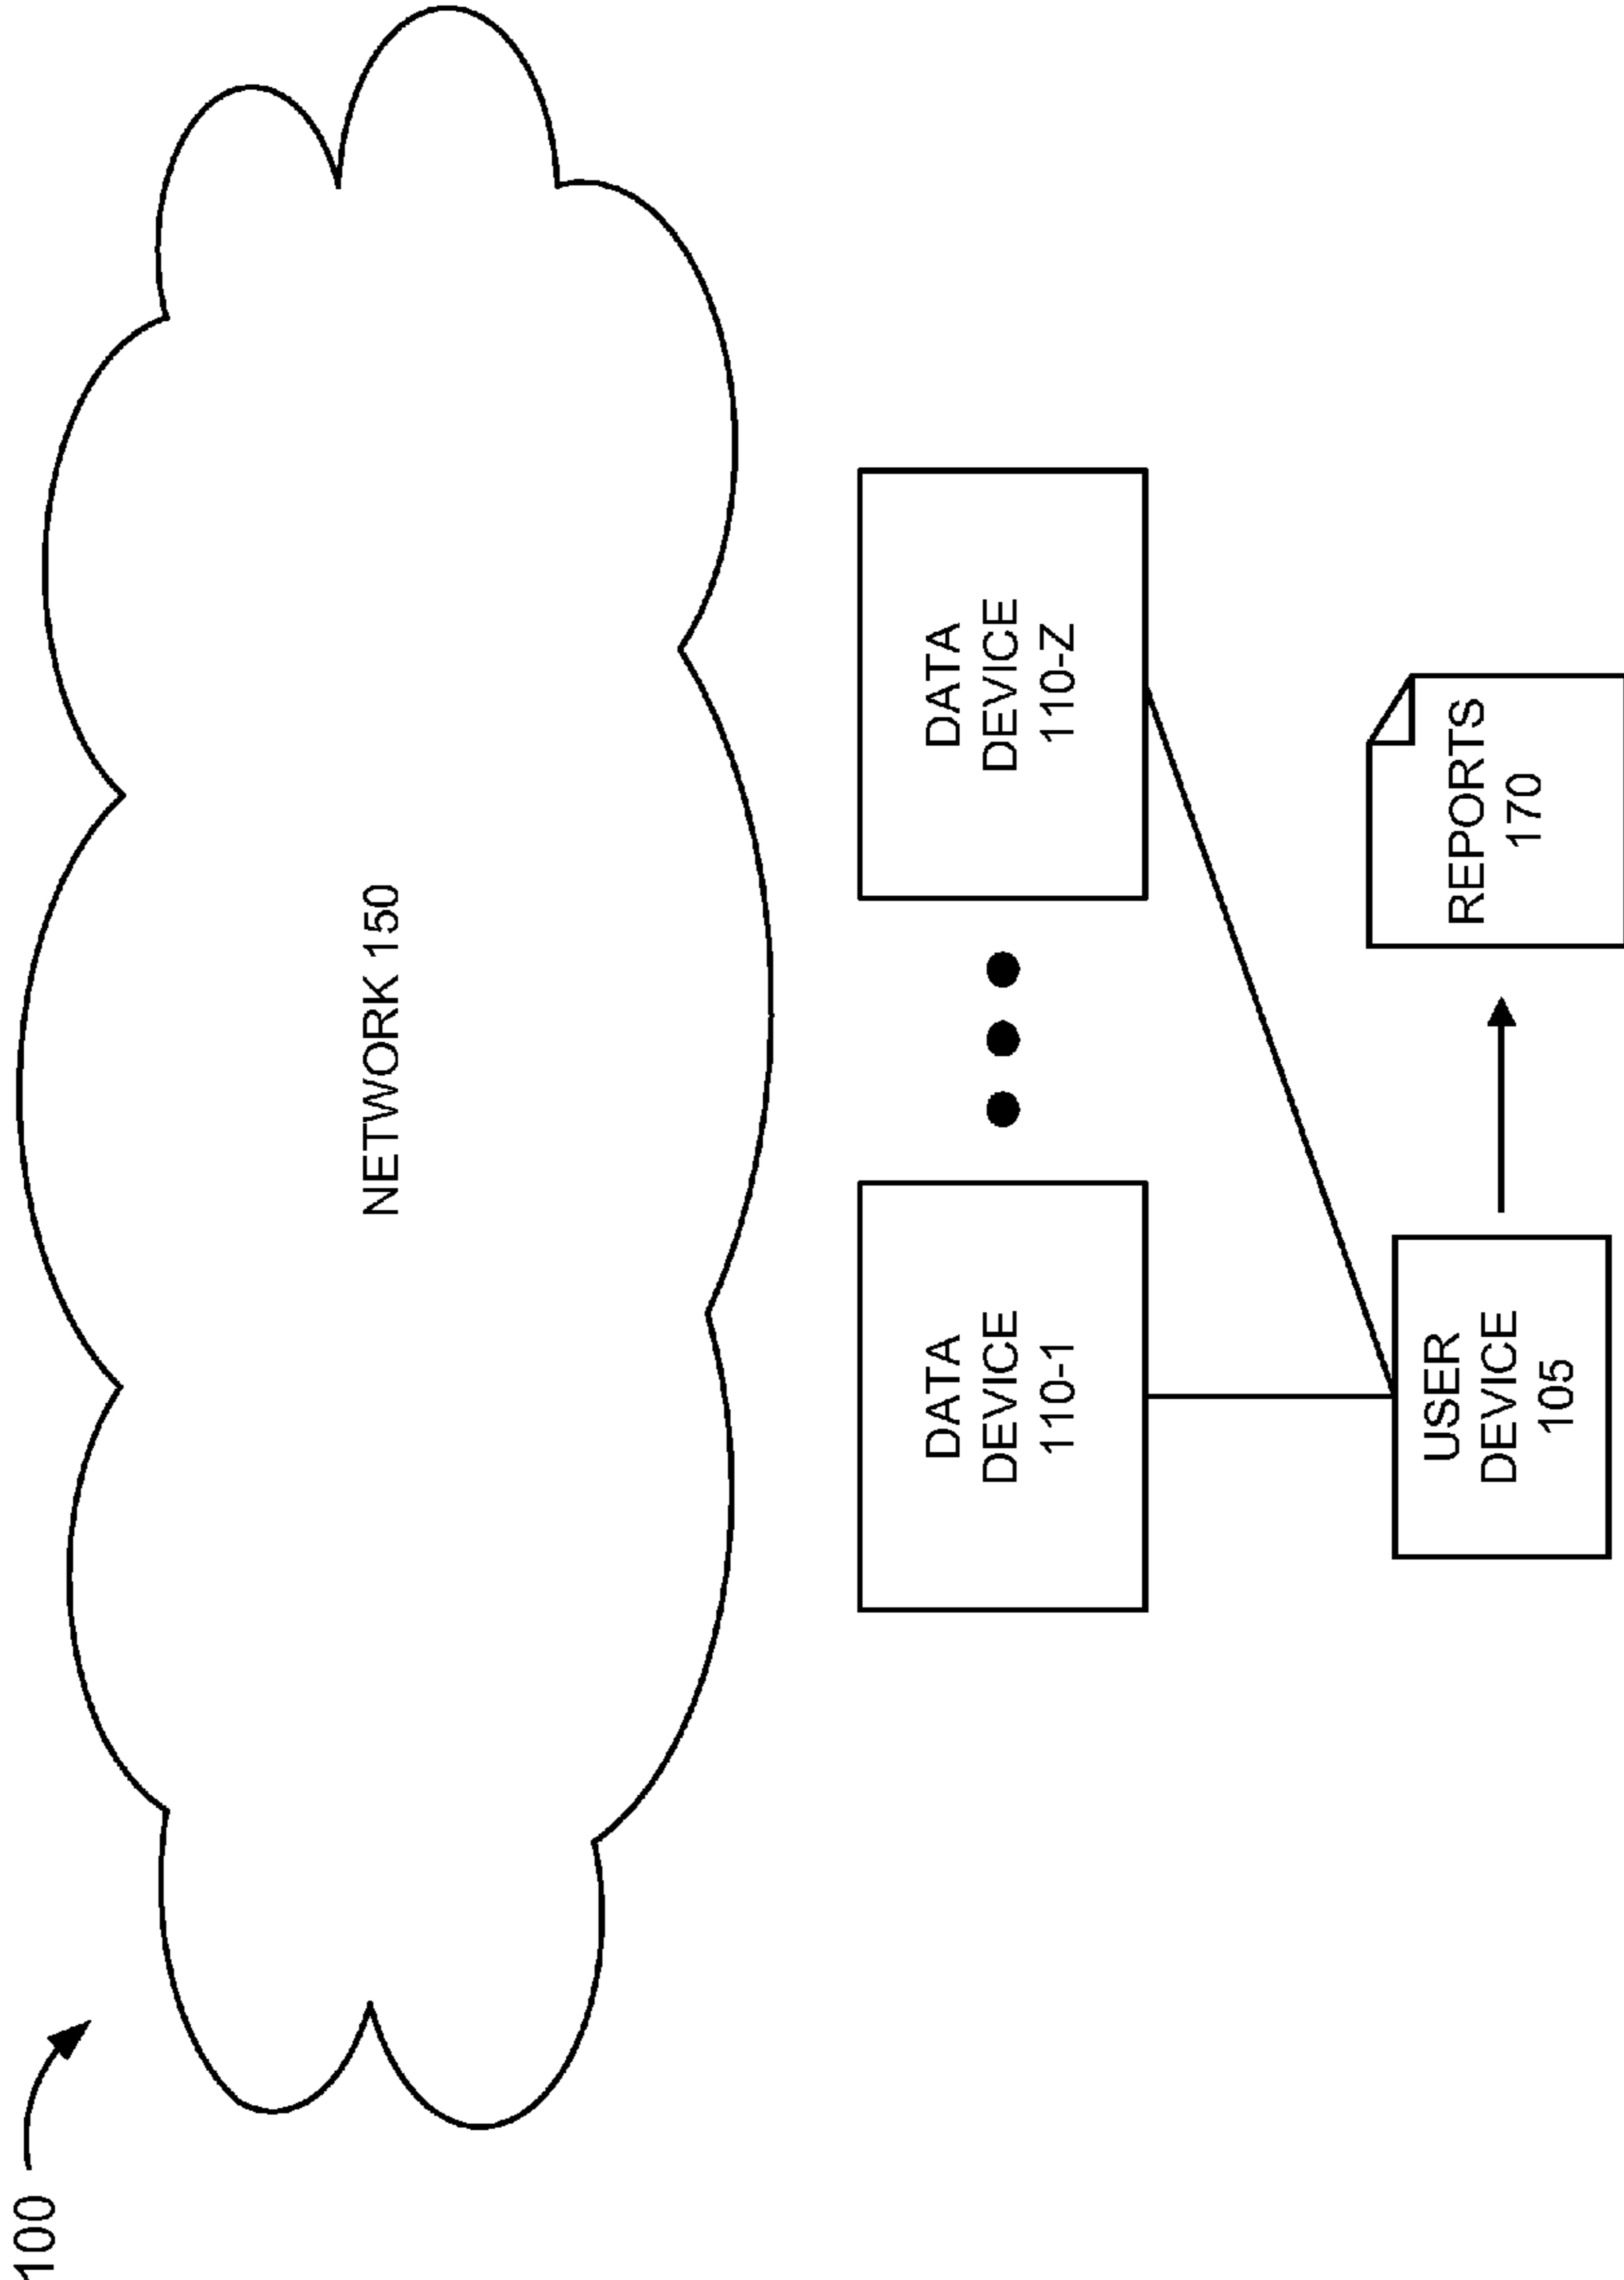 100
NETWORK 150
DATA
DEVICE
110-1
DATA
DEVICE
110-Z
USER
DEVICE
105
REPORTS
170